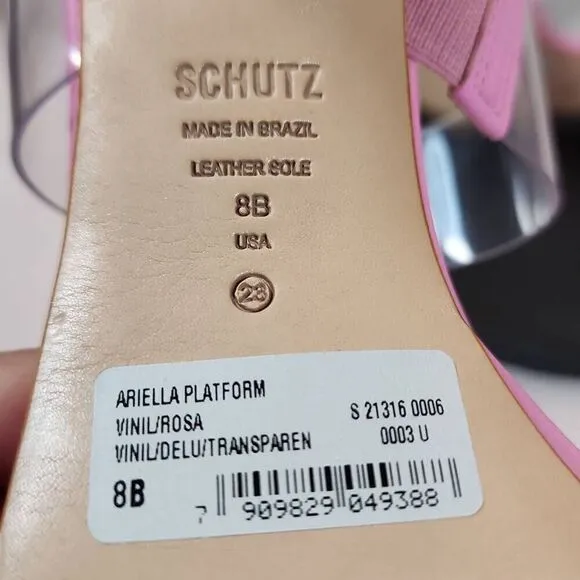 SCHUTZ
MADE IN BRAZIL
LEATHER SOLE
8B
USA
28
ARIELLA PLATFORM
VINIL/ROSA S 21316 0006
VINIL/DELU/TRANSPAREN 0003 U
8B
7 909829 049388